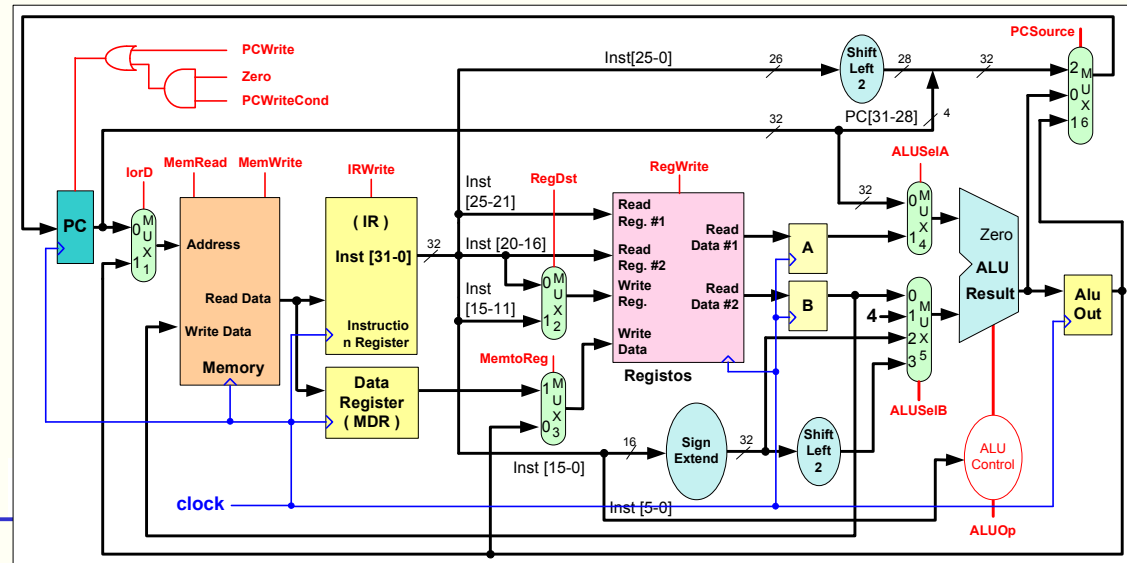 PCWrite
Zero
PCWriteCond
PCSource
Inst[25-0]
26
Shift
Left
2
28
32
2
0
1
M
U
X
6
PC[31-28]
4
32
IorD
MemRead
MemWrite
IRWrite
RegDst
RegWrite
ALUSelA
32
PC
0
1
M
U
X
1
Address
Read Data
Write Data
Memory
( IR )
Inst [31-0]
Instructio
n Register
32
Data
Register
( MDR )
Inst
[25-21]
Inst [20-16]
Inst
[15-11]
0
1
M
U
X
2
MemtoReg
1
0
M
U
X
3
Read
Reg. #1
Read
Reg. #2
Write
Reg.
Write
Data
Read
Data #1
Read
Data #2
Registos
A
B
4
0
1
M
U
X
4
0
1
2
3
M
U
X
5
ALUSelB
Zero
ALU
Result
Alu
Out
Inst [15-0]
16
Sign
Extend
32
Shift
Left
2
ALU
Control
ALUOp
Inst [5-0]
clock